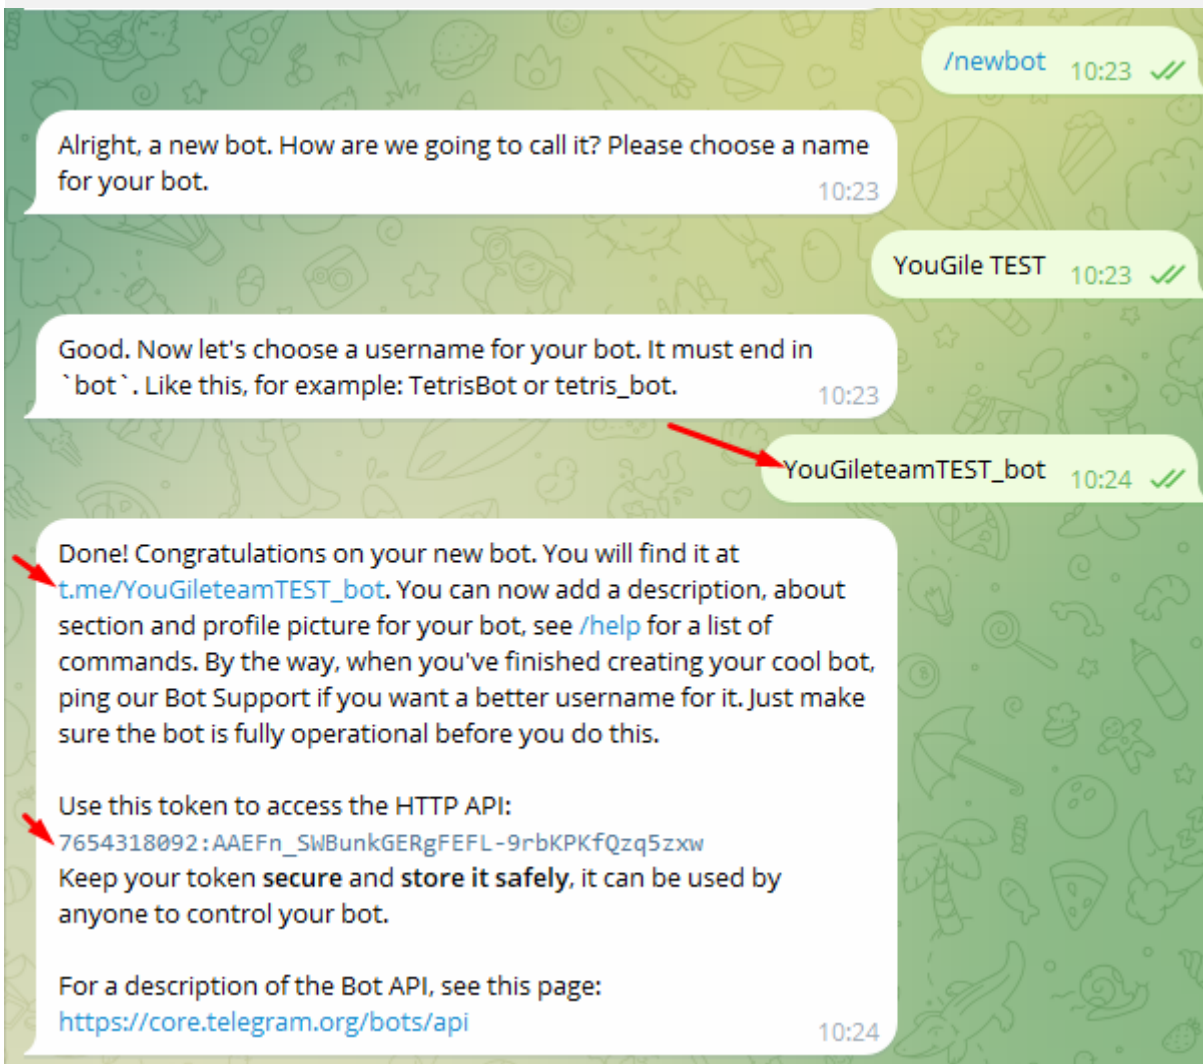 /newbot 10:23
Alright, a new bot. How are we going to call it? Please choose a name
for your bot.
10:23
YouGile TEST 10:23
Good. Now let's choose a username for your bot. It must end in
`bot`. Like this, for example: TetrisBot or tetris_bot.
10:23
YouGileteamTEST_bot 10:24
Done! Congratulations on your new bot. You will find it at
t.me/YouGileteamTEST_bot. You can now add a description, about
section and profile picture for your bot, see /help for a list of
commands. By the way, when you've finished creating your cool bot,
ping our Bot Support if you want a better username for it. Just make
sure the bot is fully operational before you do this.
Use this token to access the HTTP API:
7654318092:AAEFn_SWBunkGERgFEFL-9rbKPKfQzq5zxw
Keep your token secure and store it safely, it can be used by
anyone to control your bot.
For a description of the Bot API, see this page:
https://core.telegram.org/bots/api
10:24